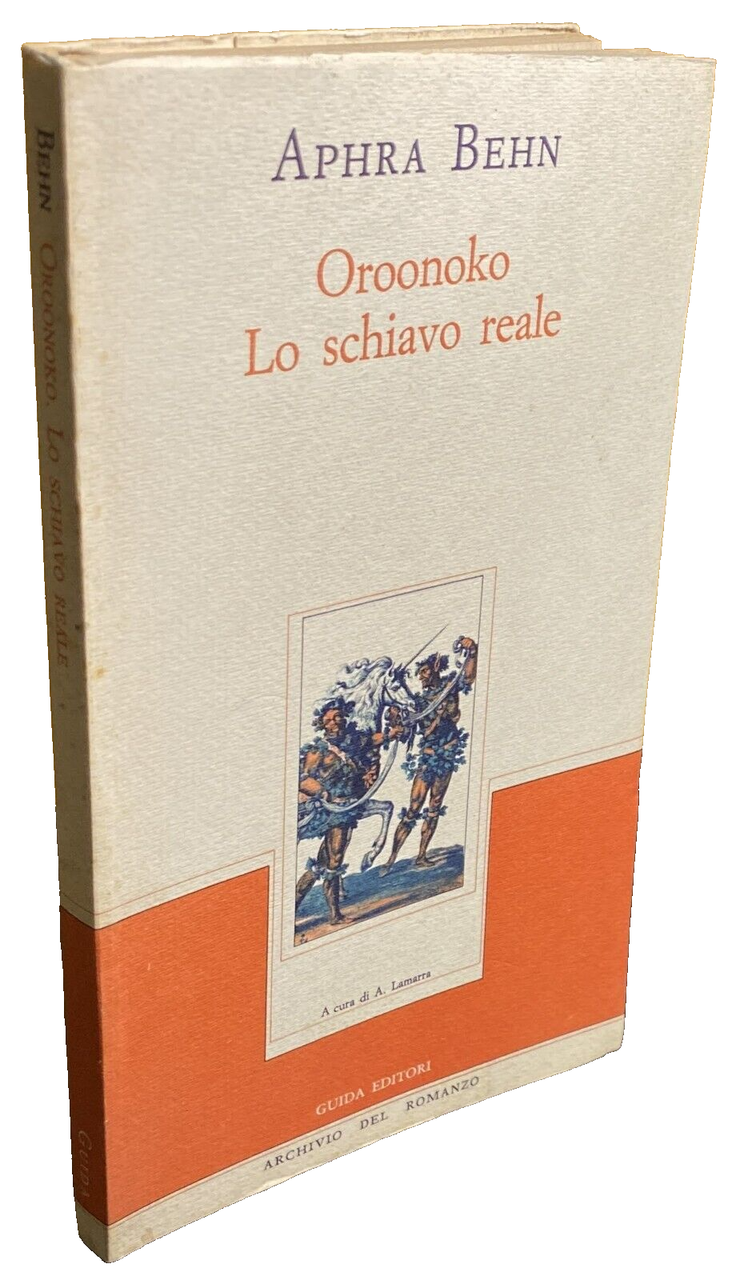 APHRA BEHN
Oroonoko
Lo schiavo reale
A cura di A. Lamarra
GUIDA EDITORI
ARCHIVIO DEL ROMANZO
BEHN OROONOKO. LO SCHIAVO REALE
GUIDA